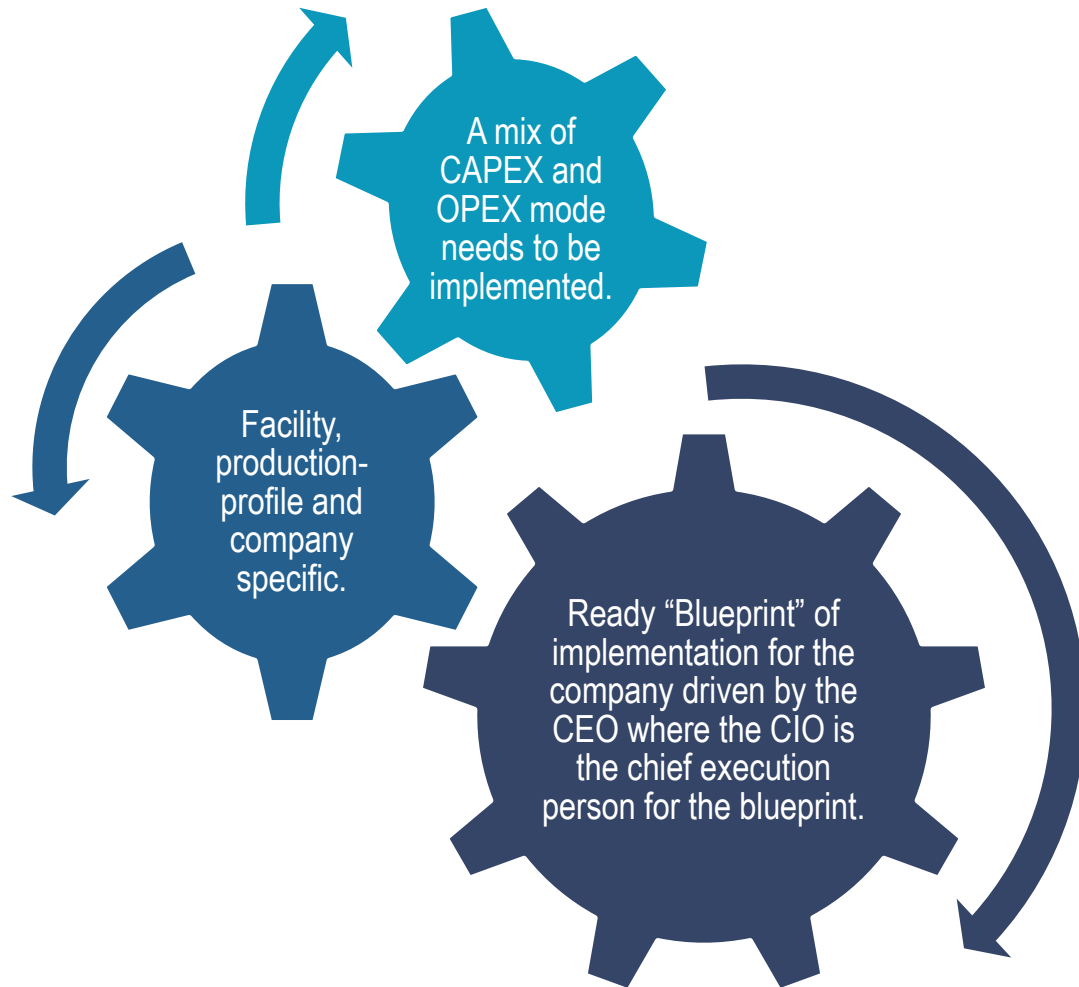 A mix of
CAPEX and
OPEX mode
needs to be
implemented.
Facility,
production-
profile and
company
specific.
Ready “Blueprint” of
implementation for the
company driven by the
CEO where the CIO is
the chief execution
person for the blueprint.